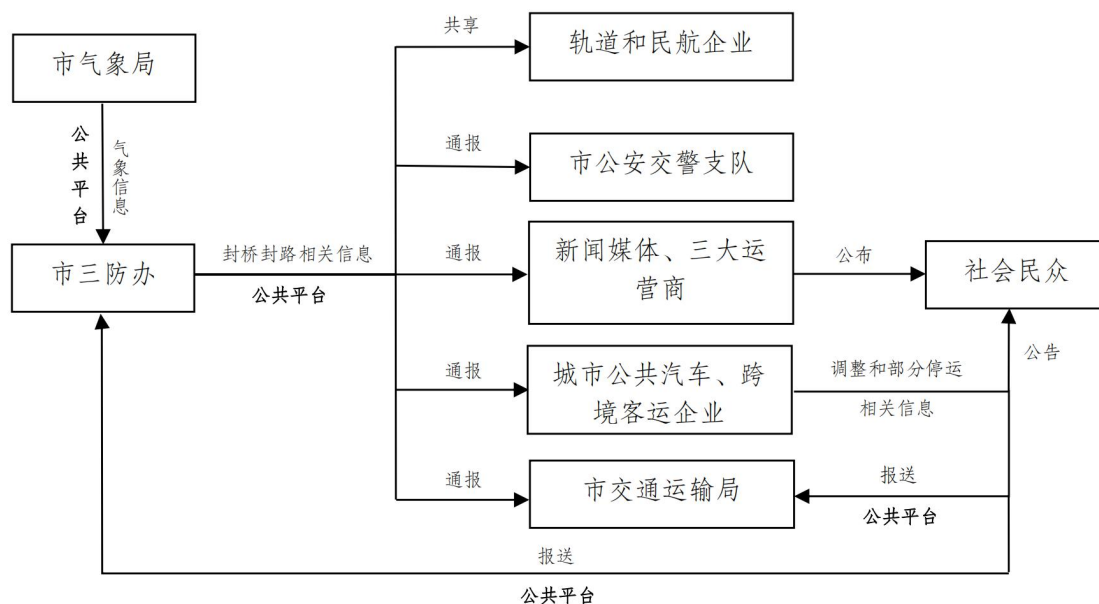 共享
轨道和民航企业
市气象局
公共平台
气象信息
通报
市公安交警支队
市三防办
封桥封路相关信息
公共平台
通报
新闻媒体、三大运
营商
公布
社会民众
通报
城市公共汽车、跨
境客运企业
调整和部分停运
相关信息
公告
通报
市交通运输局
报送
公共平台
报送
公共平台